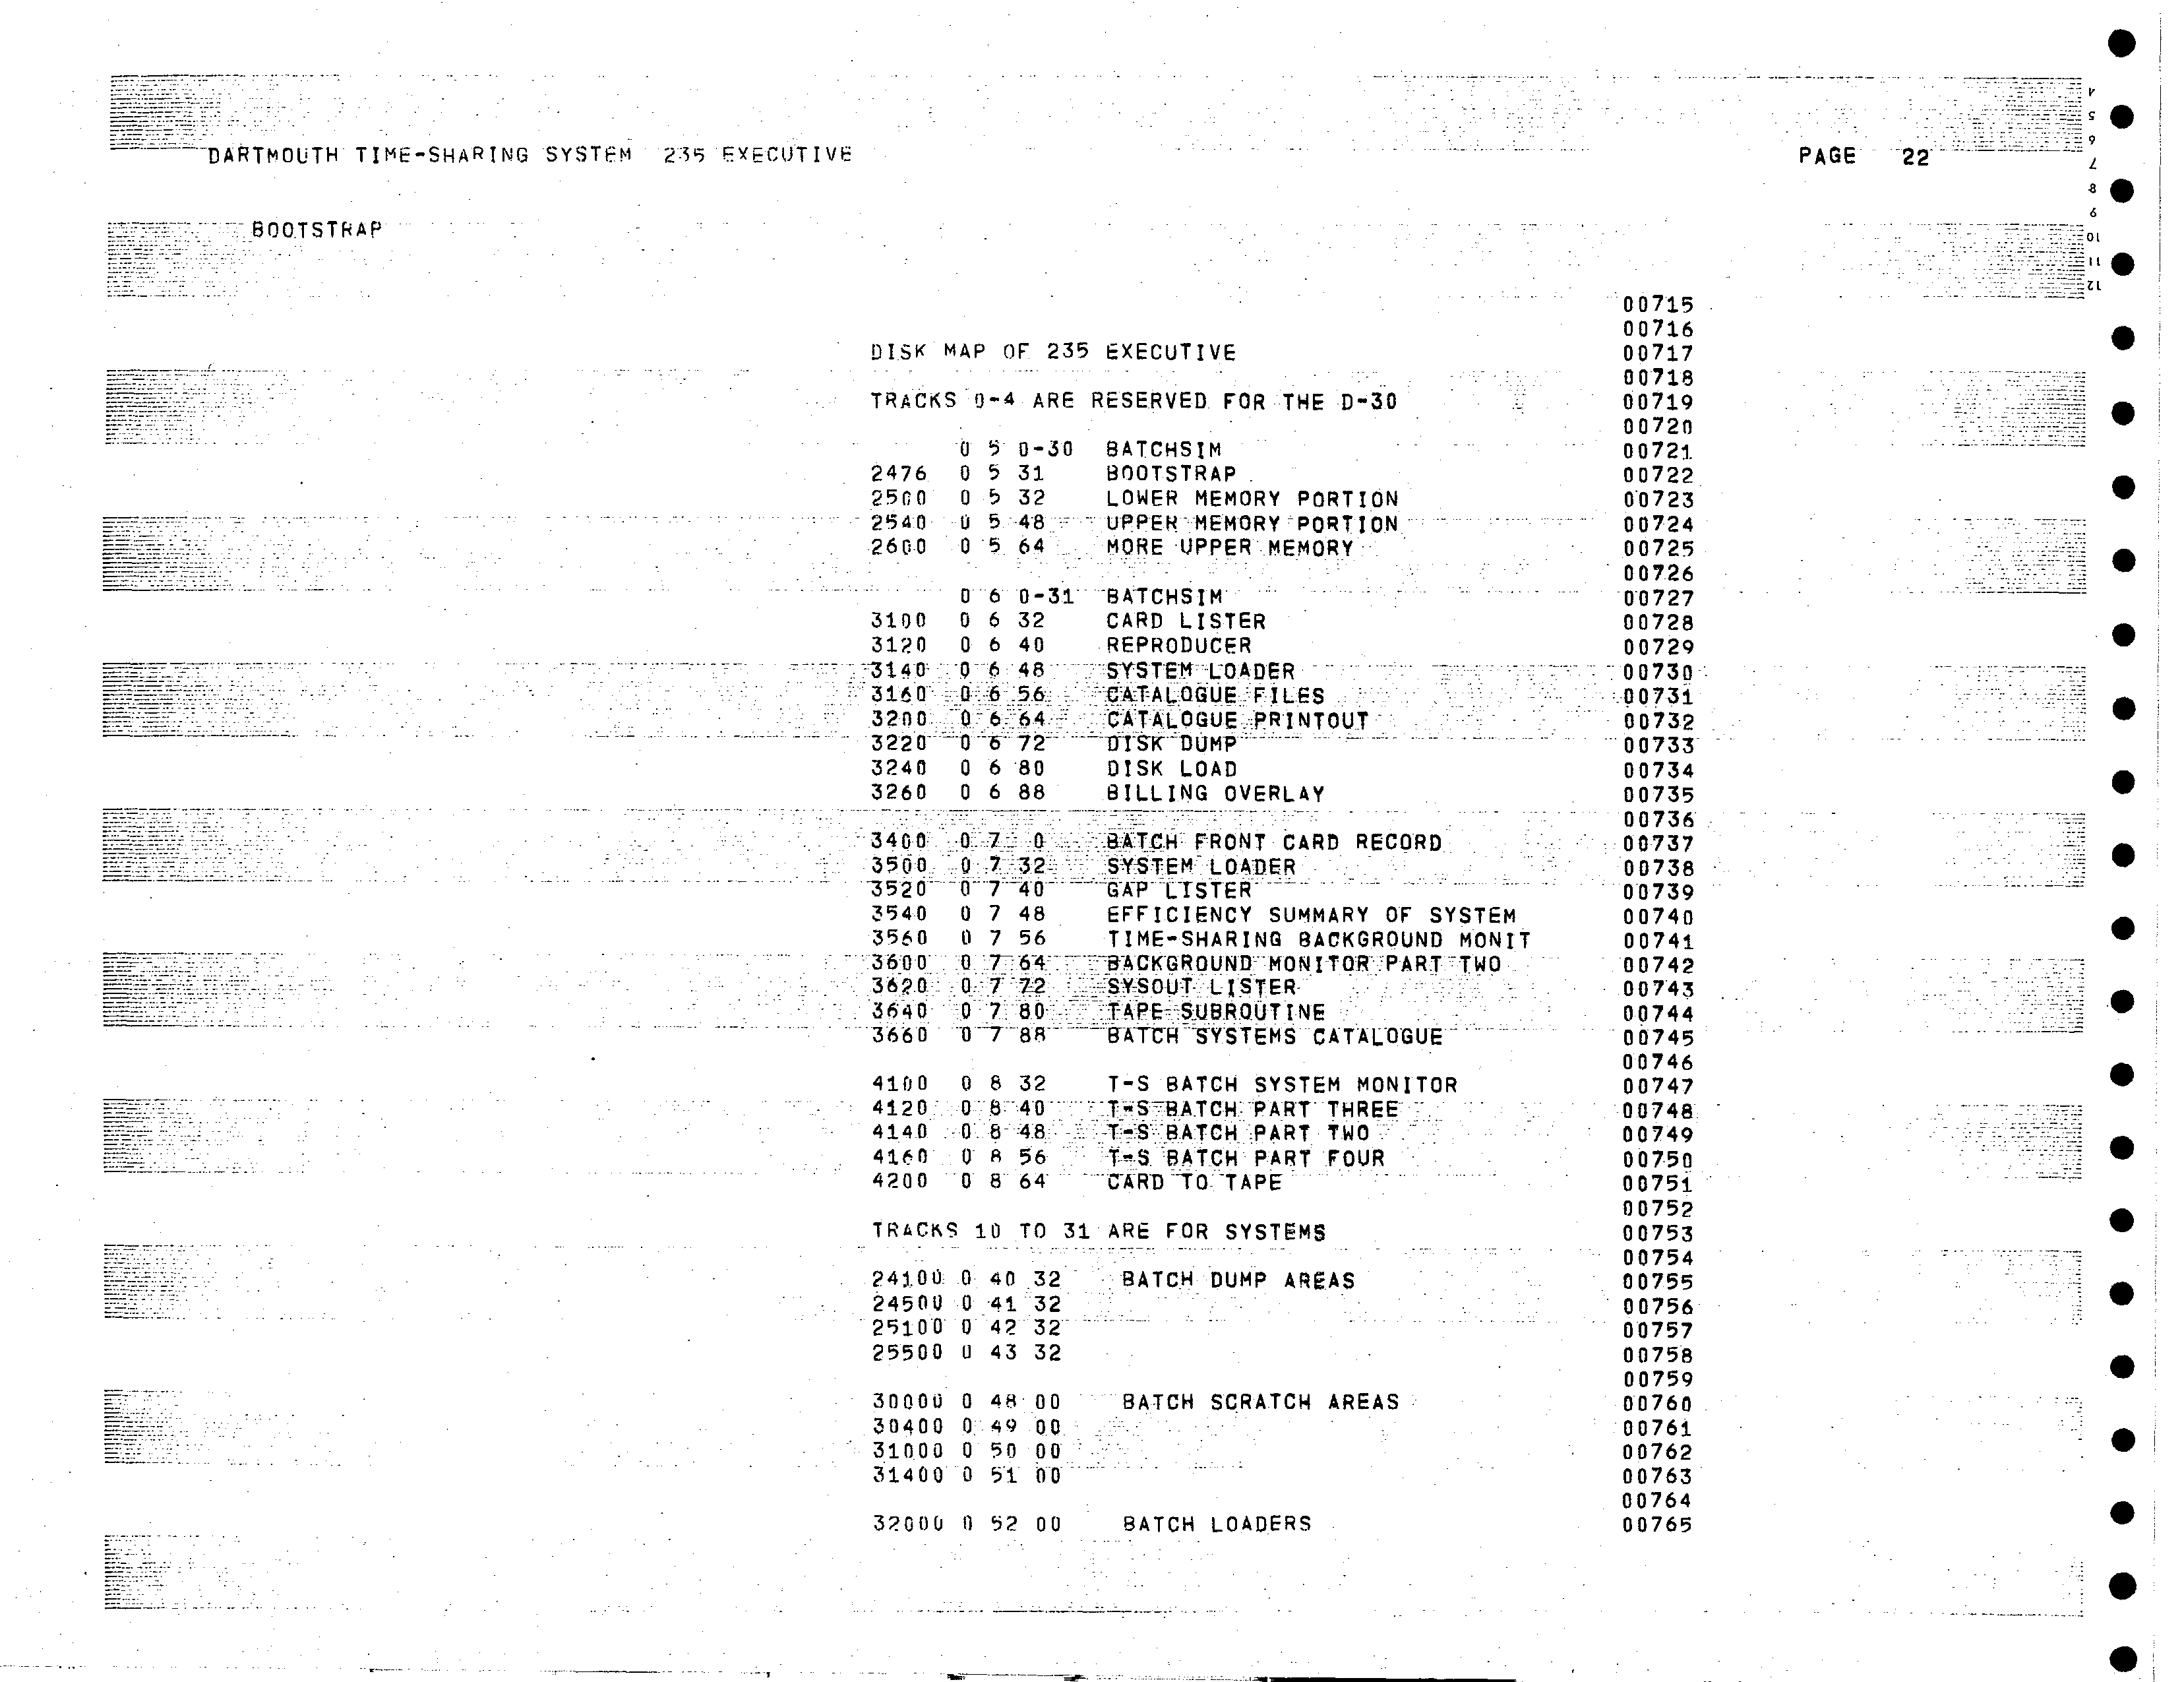 DARTMOUTH TIME-SHARING SYSTEM 235 EXECUTIVE PAGE 22
BOOTSTRAP
00715
00716
DISK MAP OF 235 EXECUTIVE 00717
00718
TRACKS 0-4 ARE RESERVED FOR THE D-30 00719
00720
0 5 0-30 BATCHSIM 00721
2476 0 5 31 BOOTSTRAP 00722
2500 0 5 32 LOWER MEMORY PORTION 00723
2540 0 5 48 UPPER MEMORY PORTION 00724
2600 0 5 64 MORE UPPER MEMORY 00725
00726
0 6 0-31 BATCHSIM 00727
3100 0 6 32 CARD LISTER 00728
3120 0 6 40 REPRODUCER 00729
3140 0 6 48 SYSTEM LOADER 00730
3160 0 6 56 CATALOGUE FILES 00731
3200 0 6 64 CATALOGUE PRINTOUT 00732
3220 0 6 72 DISK DUMP 00733
3240 0 6 80 DISK LOAD 00734
3260 0 6 88 BILLING OVERLAY 00735
00736
3400 0 7 0 BATCH FRONT CARD RECORD 00737
3500 0 7 32 SYSTEM LOADER 00738
3520 0 7 40 GAP LISTER 00739
3540 0 7 48 EFFICIENCY SUMMARY OF SYSTEM 00740
3560 0 7 56 TIME-SHARING BACKGROUND MONIT 00741
3600 0 7 64 BACKGROUND MONITOR PART TWO 00742
3620 0 7 72 SYSOUT LISTER 00743
3640 0 7 80 TAPE SUBROUTINE 00744
3660 0 7 88 BATCH SYSTEMS CATALOGUE 00745
00746
4100 0 8 32 T-S BATCH SYSTEM MONITOR 00747
4120 0 8 40 T-S BATCH PART THREE 00748
4140 0 8 48 T-S BATCH PART TWO 00749
4160 0 8 56 T-S BATCH PART FOUR 00750
4200 0 8 64 CARD TO TAPE 00751
00752
TRACKS 10 TO 31 ARE FOR SYSTEMS 00753
00754
24100 0 40 32 BATCH DUMP AREAS 00755
24500 0 41 32 00756
25100 0 42 32 00757
25500 0 43 32 00758
00759
30000 0 48 00 BATCH SCRATCH AREAS 00760
30400 0 49 00 00761
31000 0 50 00 00762
31400 0 51 00 00763
00764
32000 0 52 00 BATCH LOADERS 00765
4
5
6
7
8
9
10
11
12